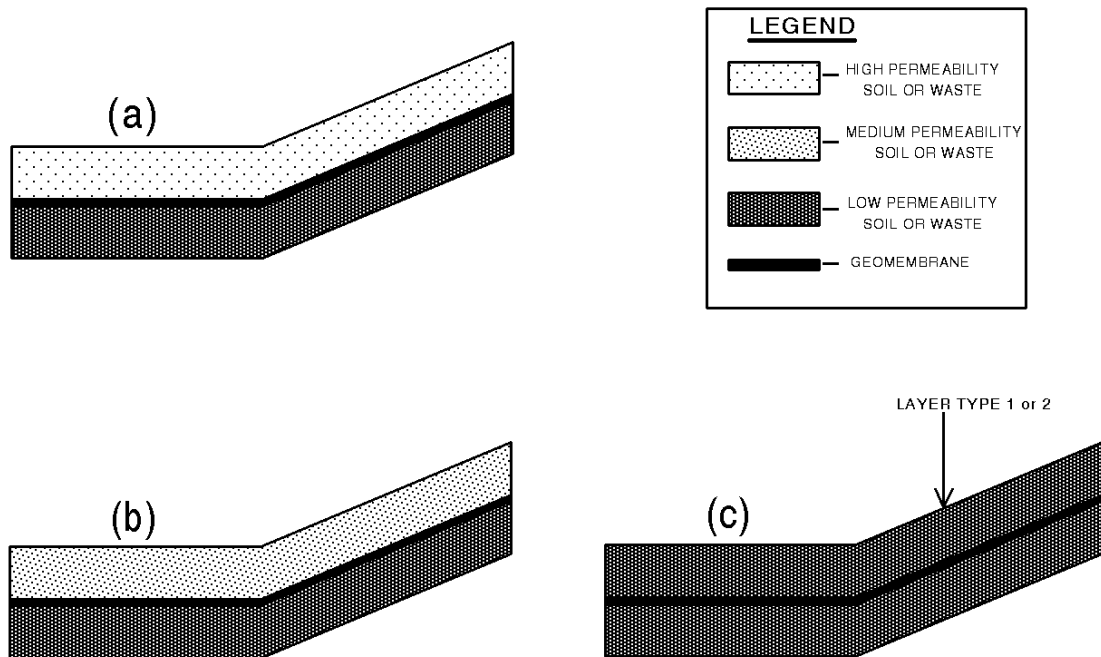 LEGEND
HIGH PERMEABILITY
SOIL OR WASTE
MEDIUM PERMEABILITY
SOIL OR WASTE
LOW PERMEABILITY
SOIL OR WASTE
GEOMEMBRANE
(a)
LAYER TYPE 1 or 2
(b)
(c)